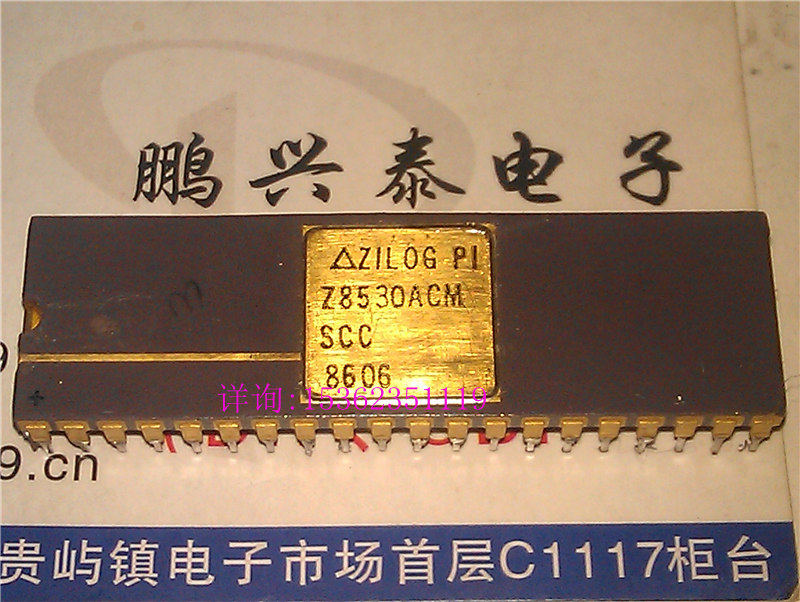 鹏兴泰电子
△ZILOG PI
Z8530ACM
SCC
8606
详询:15362351119
9.cn
贵屿镇电子市场首层C1117柜台